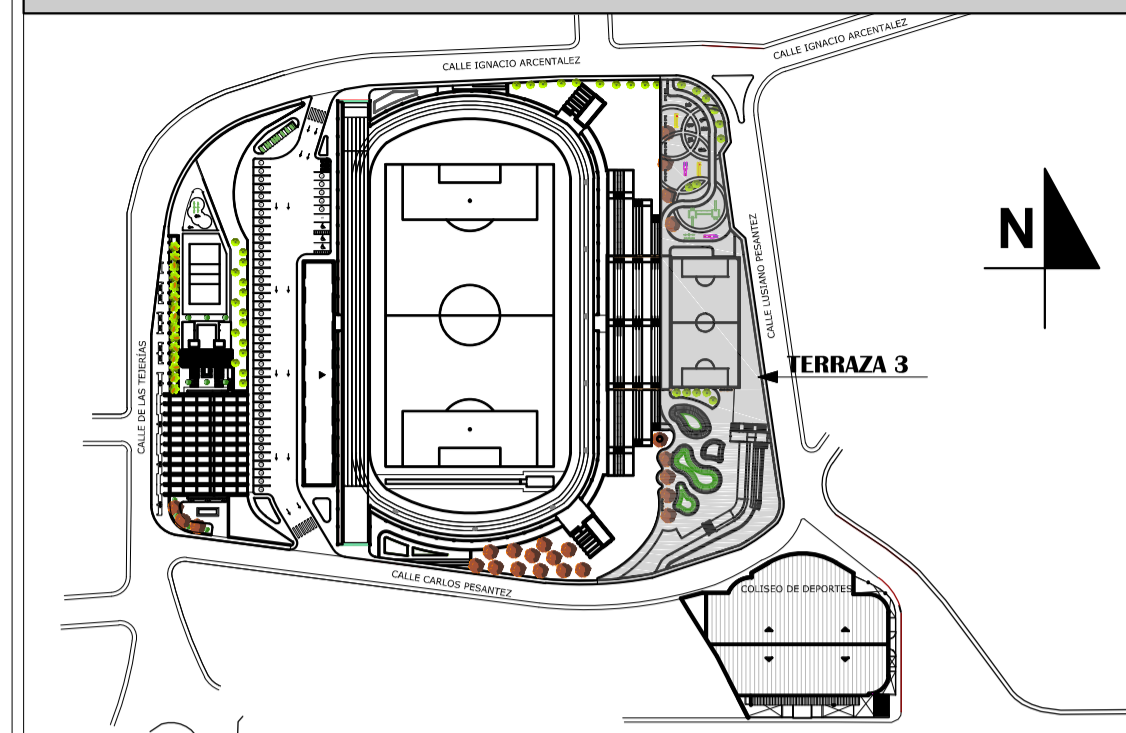 CALLE IGNACIO ARCENTALEZ
CALLE IGNACIO ARCENTALEZ
N
CALLE LUSIANO PESANTEZ
CALLE DE LAS TEJERÍAS
TERRAZA 3
CALLE CARLOS PESANTEZ
COLISEO DE DEPORTES